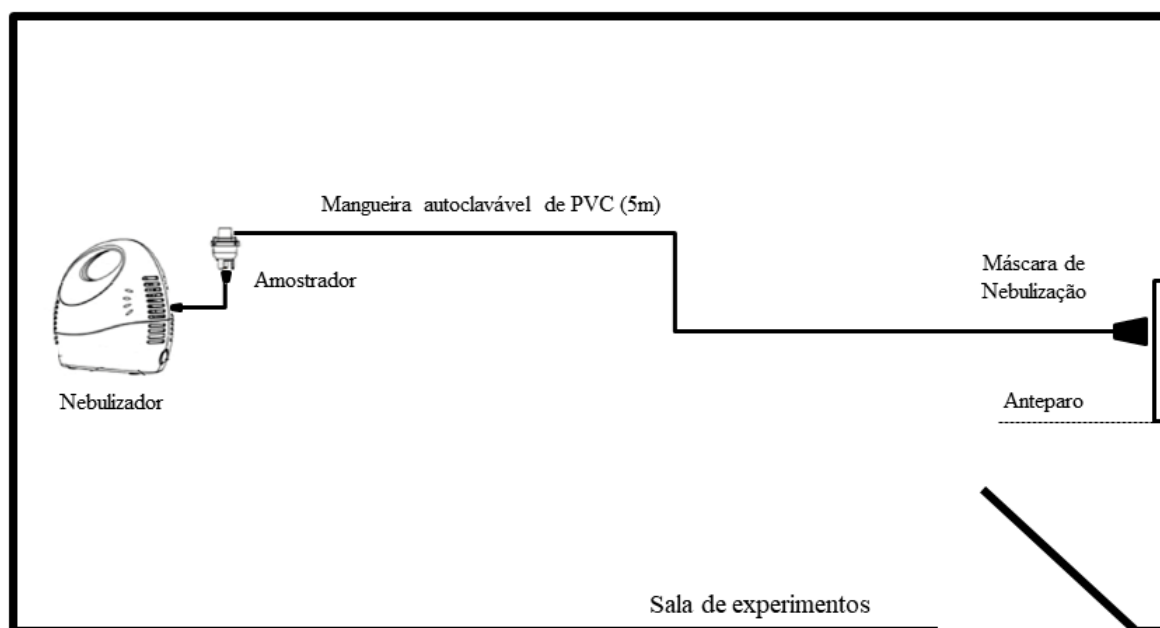 Mangueira autoclavável de PVC (5m)
Amostrador
Máscara de
Nebulização
Nebulizador
Anteparo
Sala de experimentos